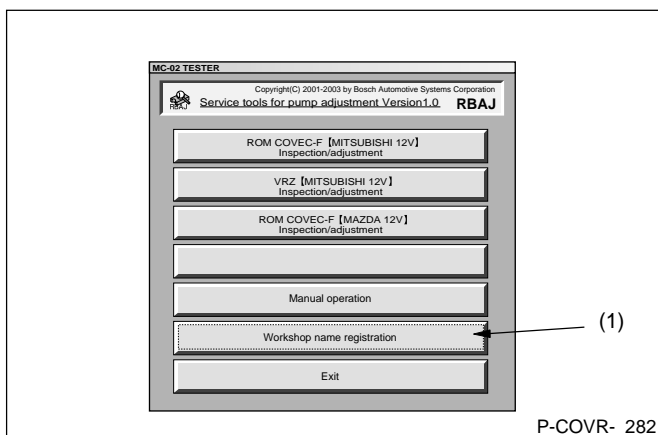 MC-02 TESTER
Copyright(C) 2001-2003 by Bosch Automotive Systems Corporation
RBAJ
Service tools for pump adjustment Version1.0 RBAJ
ROM COVEC-F【MITSUBISHI 12V】
Inspection/adjustment
VRZ【MITSUBISHI 12V】
Inspection/adjustment
ROM COVEC-F【MAZDA 12V】
Inspection/adjustment
Manual operation
Workshop name registration
(1)
Exit
P-COVR- 282